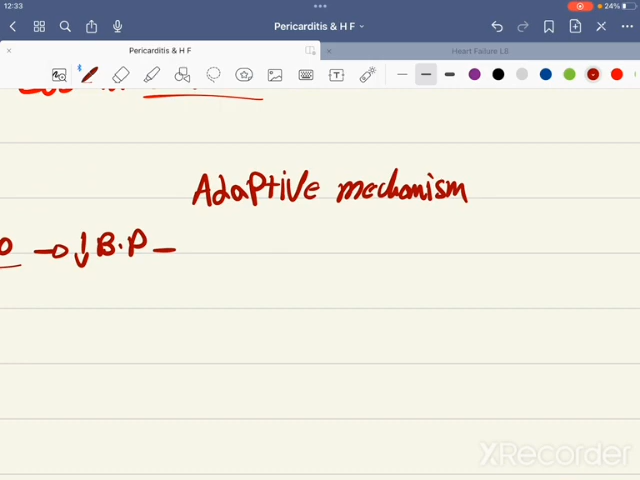 12:33
24%
Pericarditis & H F
Pericarditis & H F
Heart Failure L8
Adaptive mechanism
→ ↓ B.P —
XRecorder